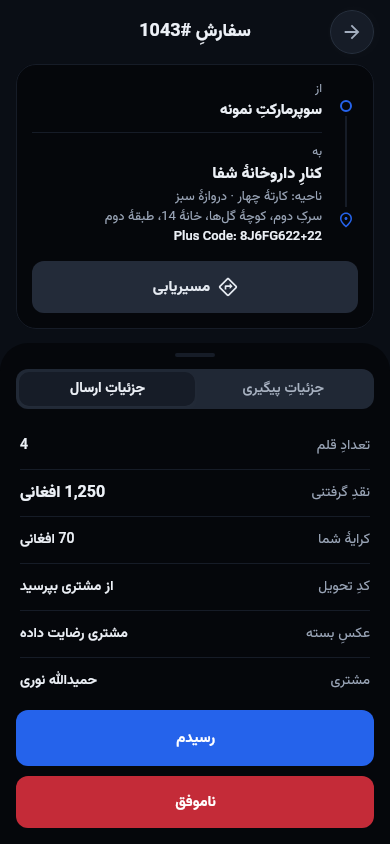 سفارشِ #1043
از
سوپرمارکتِ نمونه
به
کنارِ داروخانهٔ شفا
ناحیه: کارتهٔ چهار · دروازهٔ سبز
سرکِ دوم، کوچهٔ گل‌ها، خانهٔ 14، طبقهٔ دوم
Plus Code: 8J6FG622+22
مسیریابی
جزئیاتِ پیگیری
جزئیاتِ ارسال
تعدادِ قلم 4
نقدِ گرفتنی 1,250 افغانی
کرایهٔ شما 70 افغانی
کدِ تحویل از مشتری بپرسید
عکسِ بسته مشتری رضایت داده
مشتری حمیدالله نوری
رسیدم
ناموفق